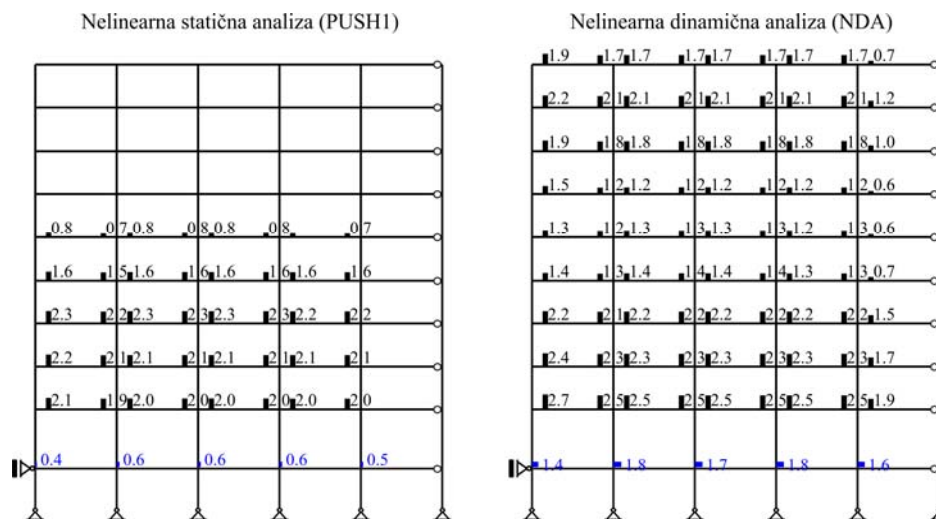 Nelinearna statična analiza (PUSH1)
0.8 0.7 0.8 0.8 0.8 0.8 0.7
1.6 1.5 1.6 1.6 1.6 1.6 1.6 1.6
2.3 2.2 2.3 2.3 2.3 2.3 2.2 2.2
2.2 2.1 2.1 2.1 2.1 2.1 2.1 2.1
2.1 1.9 2.0 2.0 2.0 2.0 2.0 2.0
0.4 0.6 0.6 0.6 0.5
Nelinearna dinamična analiza (NDA)
1.9 1.7 1.7 1.7 1.7 1.7 1.7 1.7 0.7
2.2 2.1 2.1 2.1 2.1 2.1 2.1 2.1 1.2
1.9 1.8 1.8 1.8 1.8 1.8 1.8 1.8 1.0
1.5 1.2 1.2 1.2 1.2 1.2 1.2 1.2 0.6
1.3 1.2 1.3 1.3 1.3 1.3 1.2 1.3 0.6
1.4 1.3 1.4 1.4 1.4 1.4 1.3 1.3 0.7
2.2 2.1 2.2 2.2 2.2 2.2 2.2 2.2 1.5
2.4 2.3 2.3 2.3 2.3 2.3 2.3 2.3 1.7
2.7 2.5 2.5 2.5 2.5 2.5 2.5 2.5 1.9
1.4 1.8 1.7 1.8 1.6